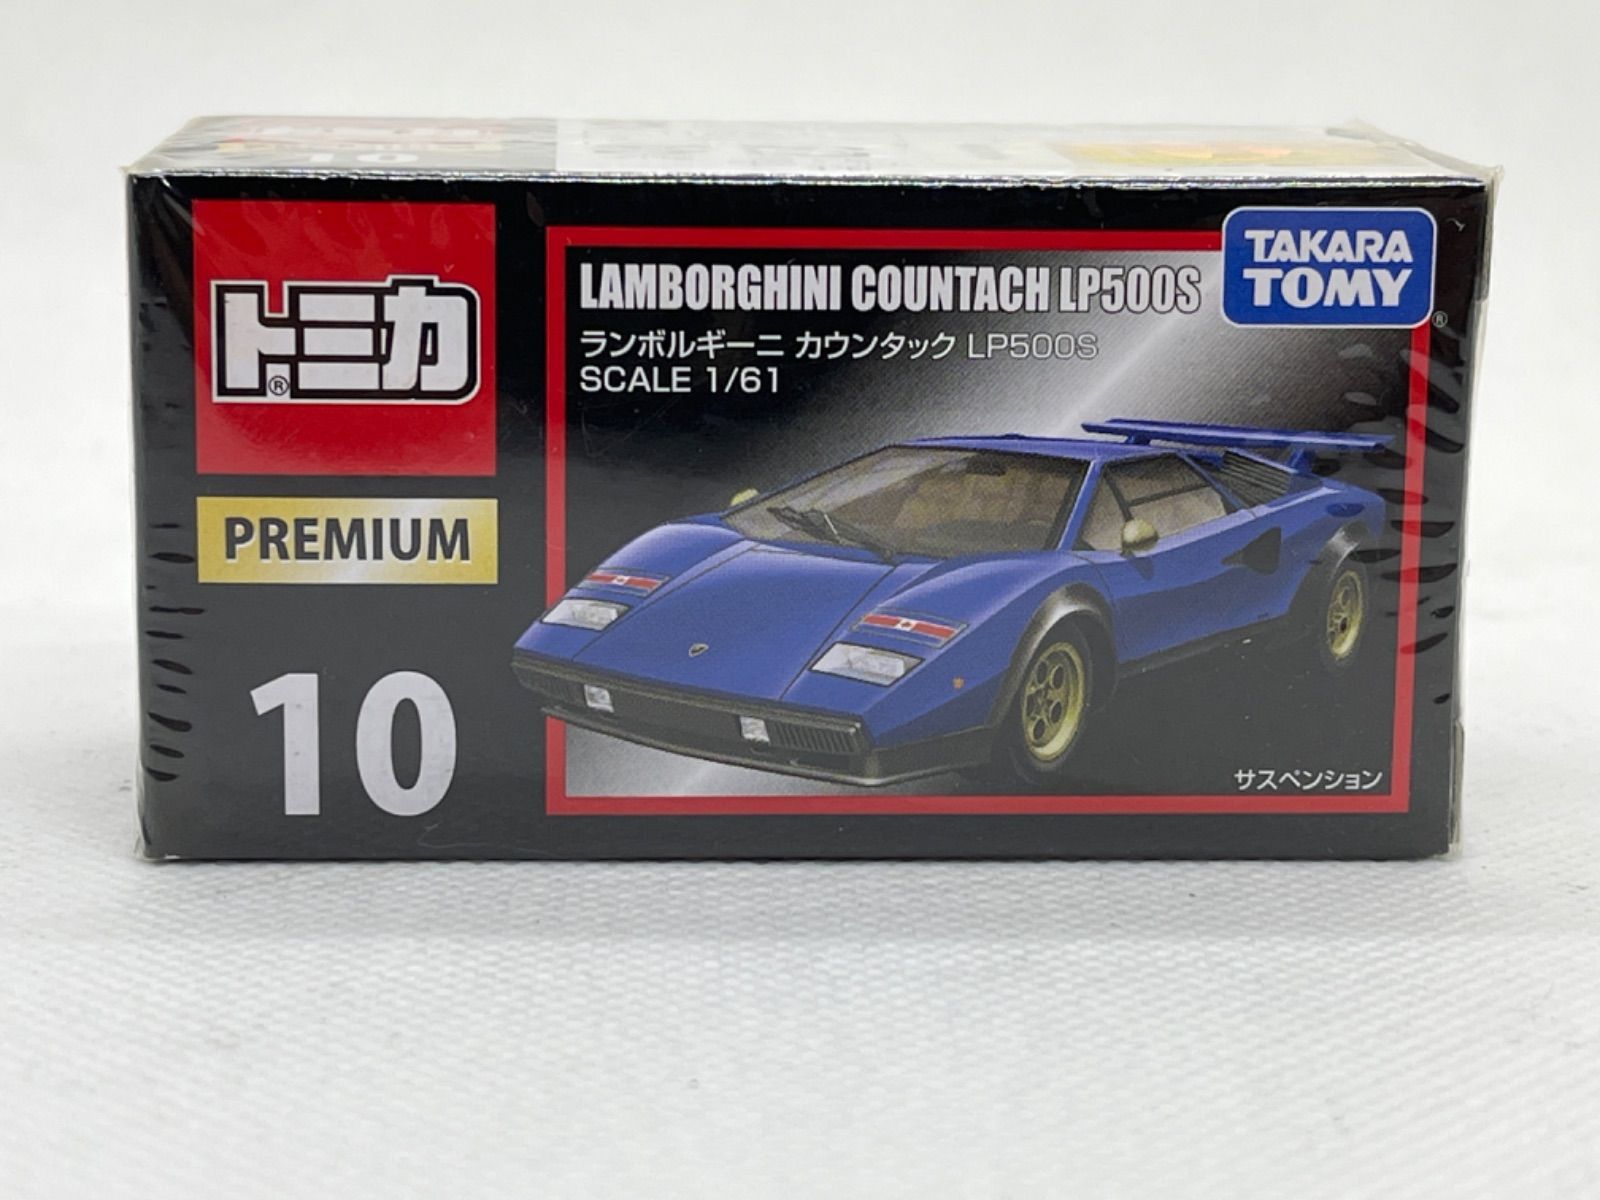 トミカ®
PREMIUM
10
LAMBORGHINI COUNTACH LP500S
ランボルギーニ カウンタック LP500S
SCALE 1/61
TAKARA
TOMY®
サスペンション